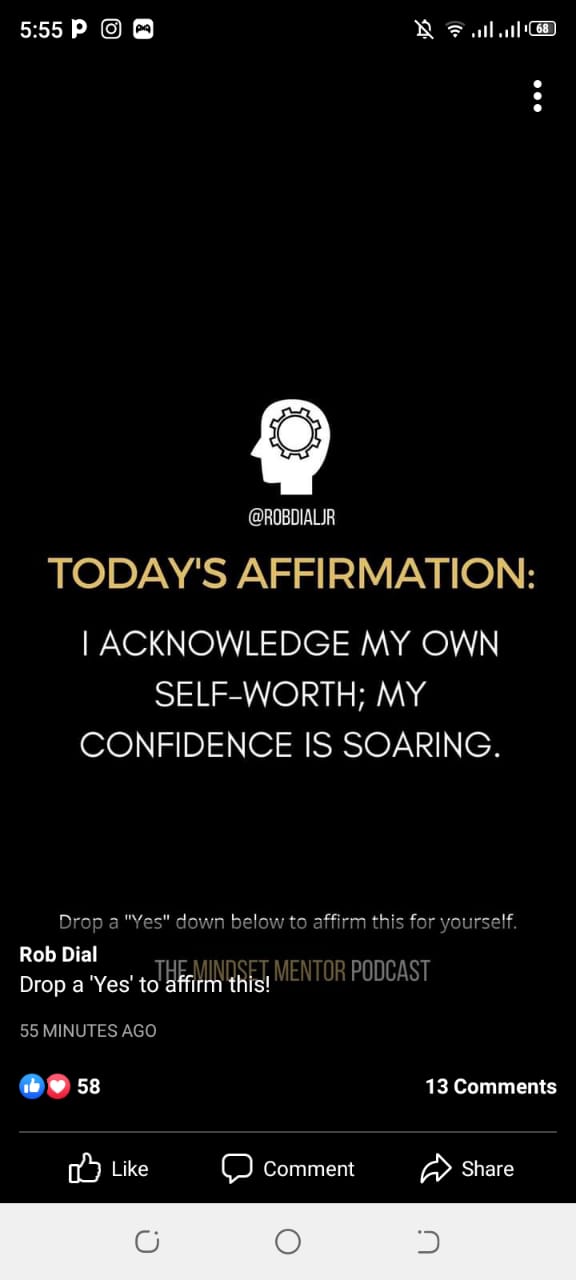 5:55
68
@ROBDIALJR
TODAY'S AFFIRMATION:
I ACKNOWLEDGE MY OWN
SELF-WORTH; MY
CONFIDENCE IS SOARING.
Drop a "Yes" down below to affirm this for yourself.
Rob Dial
THE MINDSET MENTOR PODCAST
Drop a 'Yes' to affirm this!
55 MINUTES AGO
58
13 Comments
Like
Comment
Share